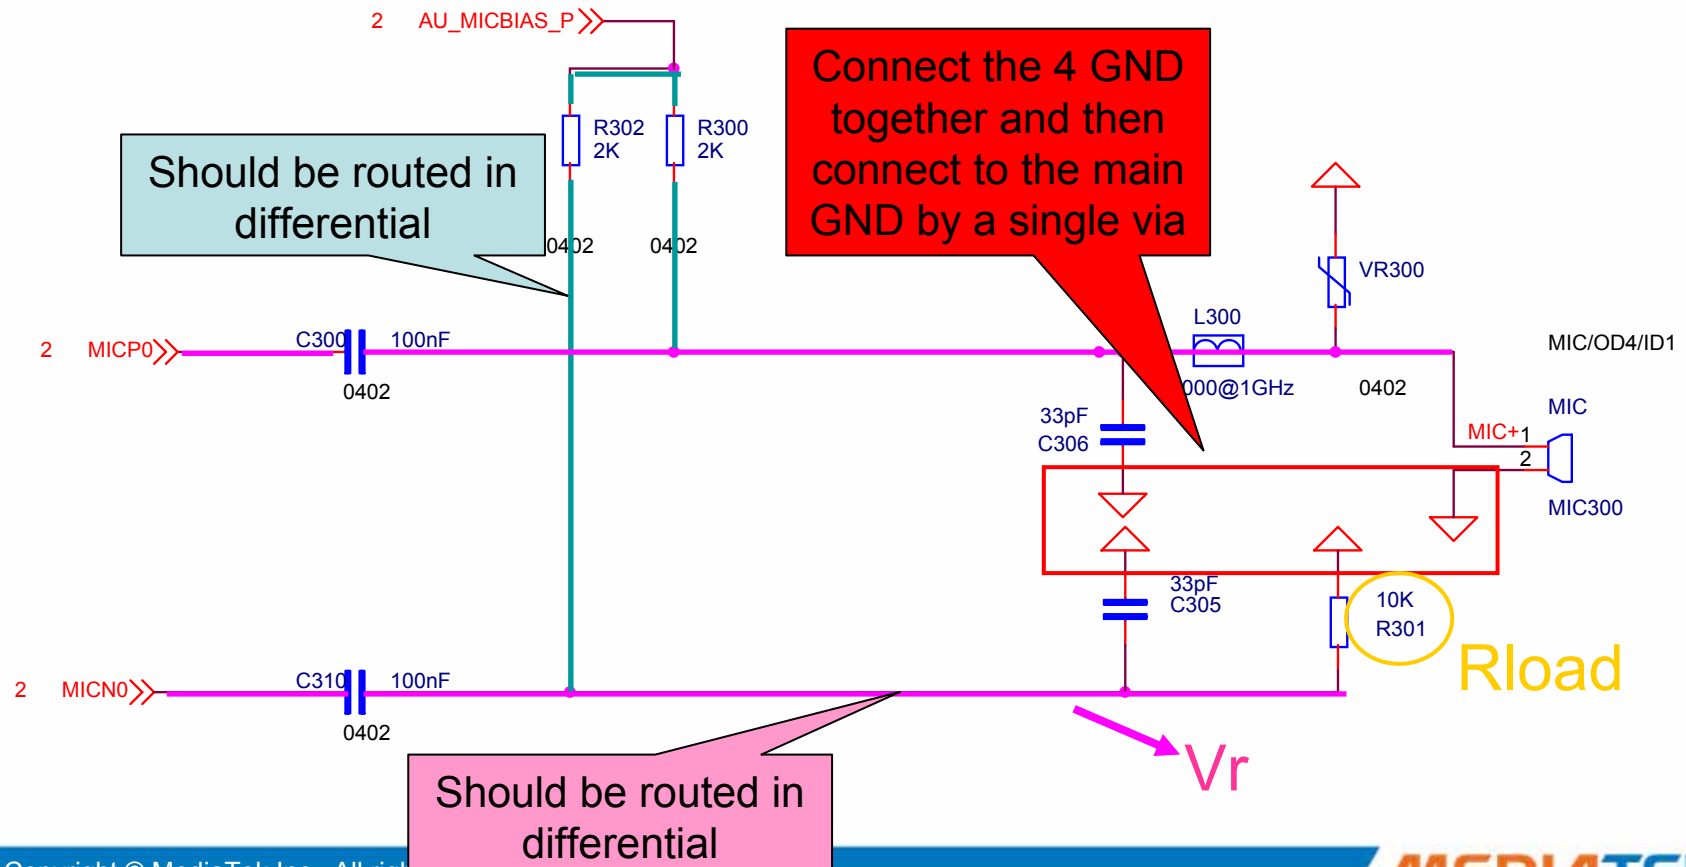 2 AU_MICBIAS_P
Connect the 4 GND
together and then
connect to the main
GND by a single via
R302
2K
R300
2K
Should be routed in
differential
0402
0402
VR300
L300
2 MICP0
C300
100nF
0402
000@1GHz
0402
MIC/OD4/ID1
MIC
33pF
C306
MIC+
1
2
MIC300
33pF
C305
10K
R301
Rload
2 MICN0
C310
100nF
0402
Vr
Should be routed in
differential